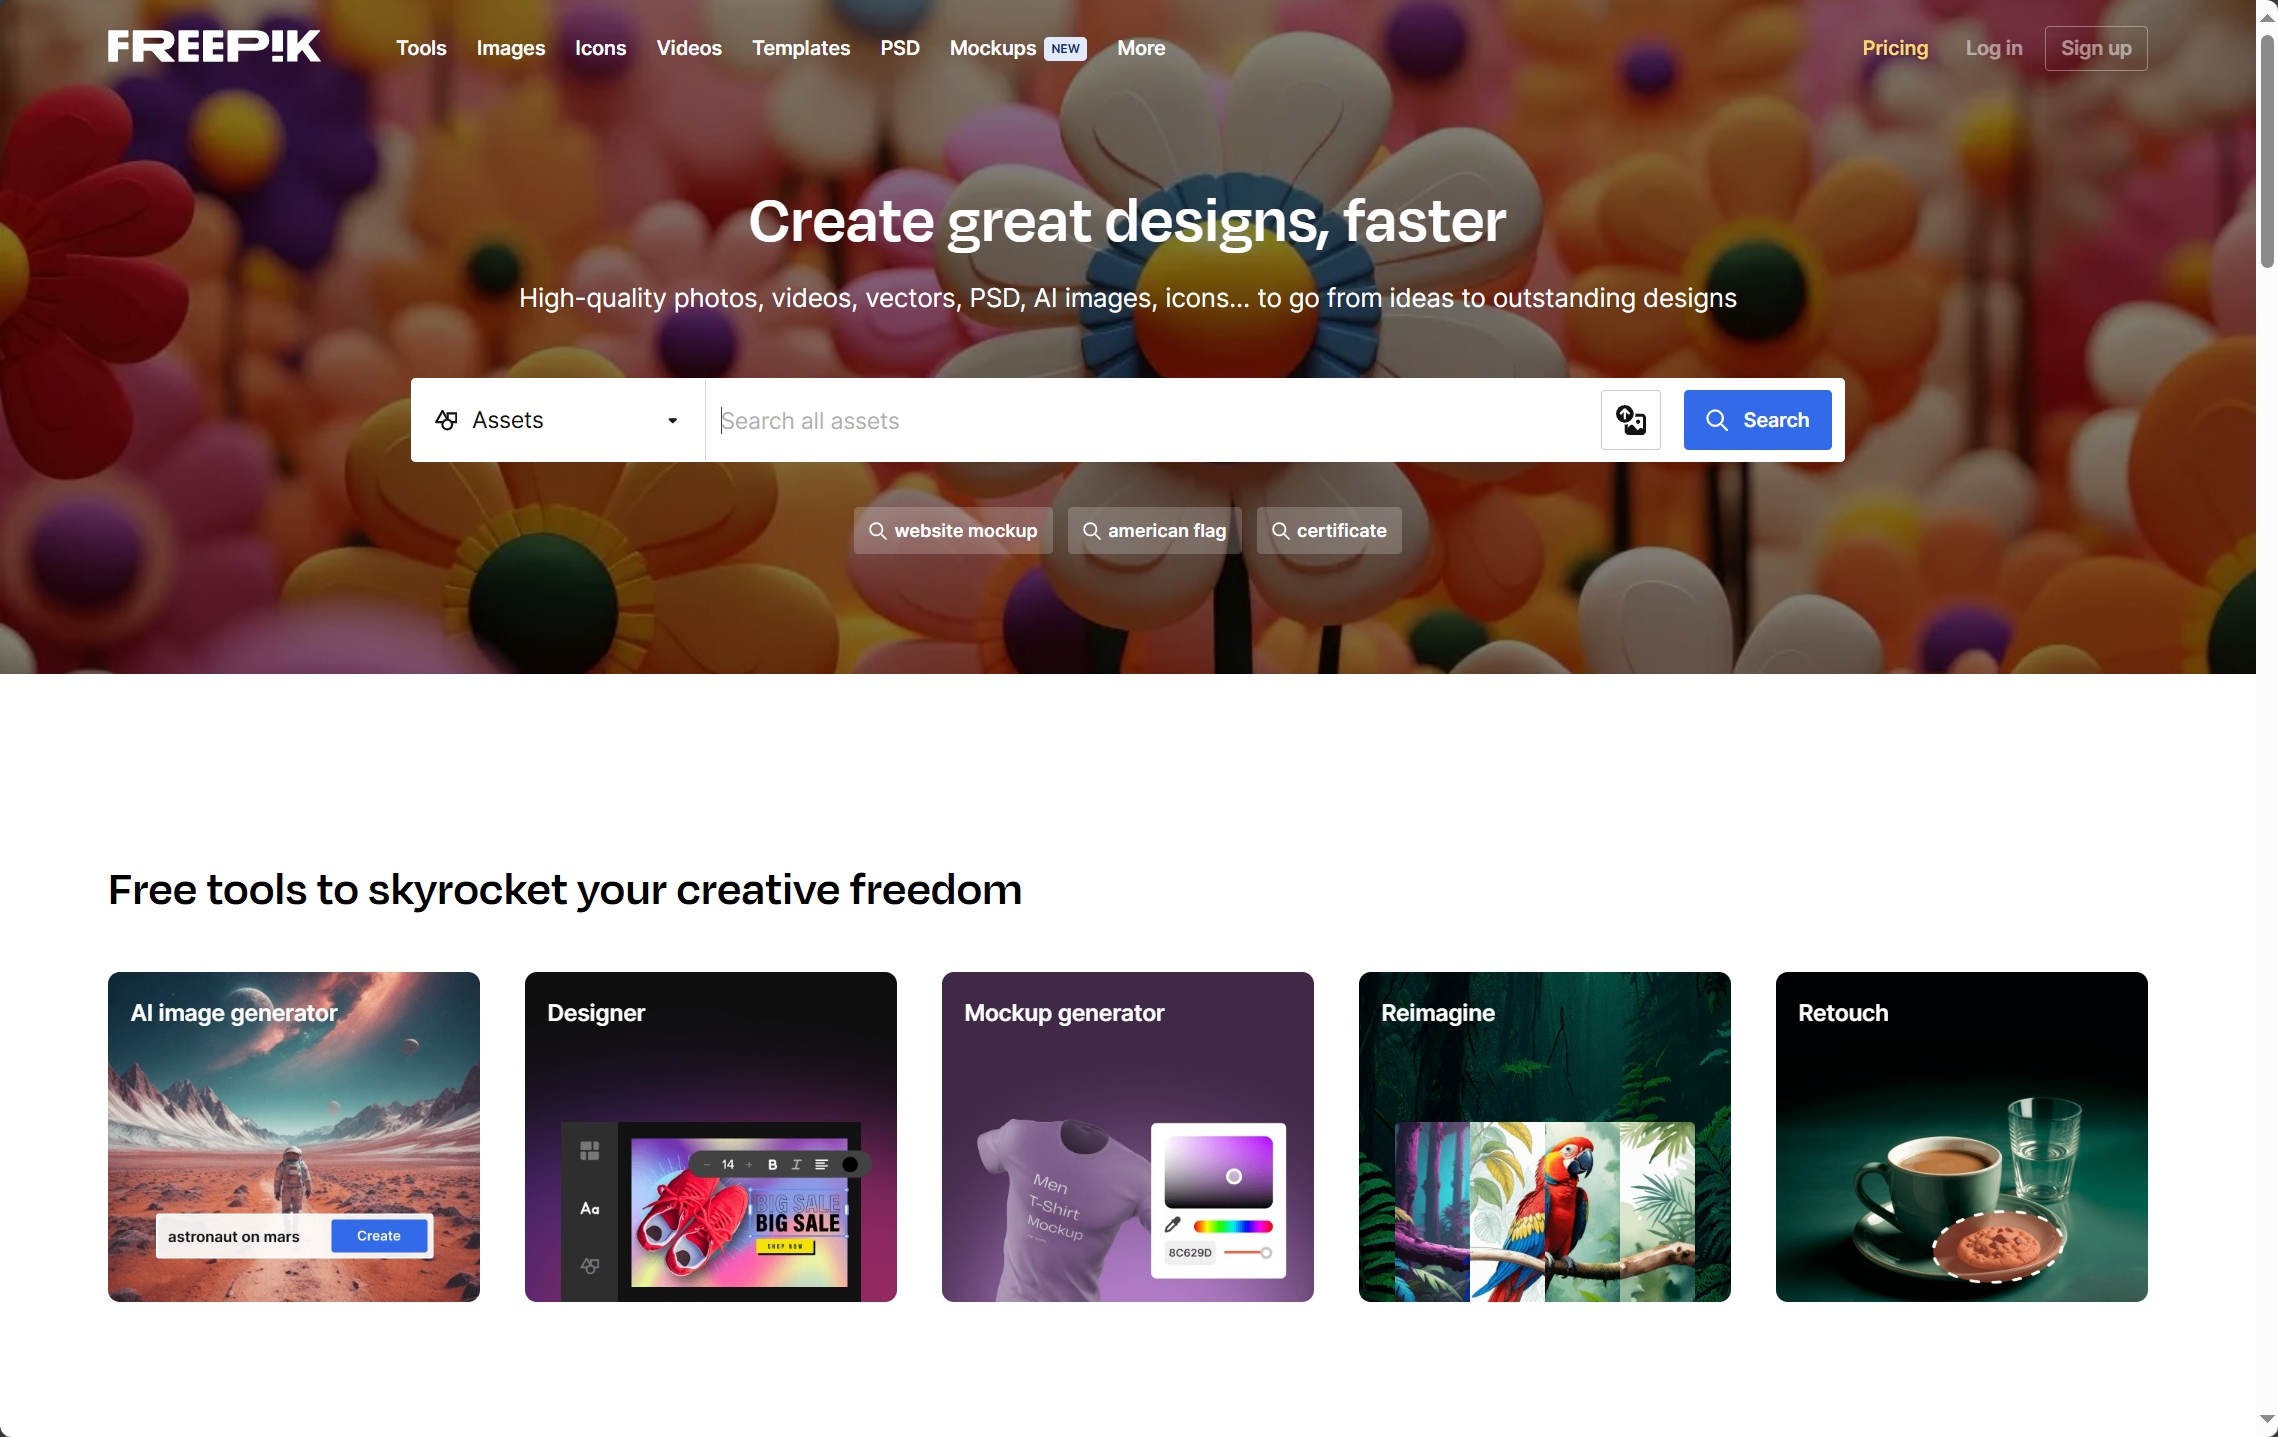 FREEP!K
Tools Images Icons Videos Templates PSD Mockups NEW More Pricing Log in Sign up
Create great designs, faster
High-quality photos, videos, vectors, PSD, AI images, icons... to go from ideas to outstanding designs
Assets Search all assets Search
website mockup american flag certificate
Free tools to skyrocket your creative freedom
AI image generator
astronaut on mars Create
Designer
14 B I
Aa
BIG SALE
BIG SALE
SHOP NOW
Mockup generator
Men
T-Shirt
Mockup
8C629D
Reimagine
Retouch